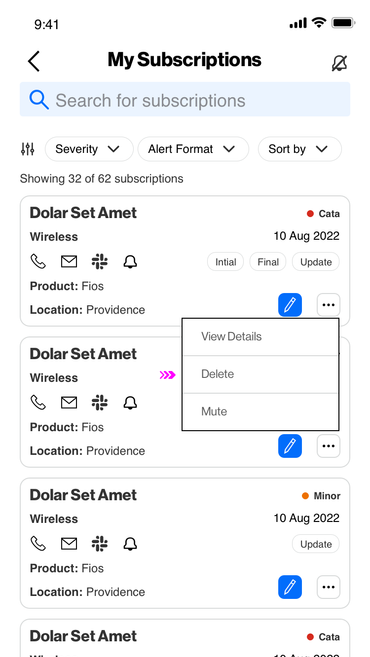 9:41
My Subscriptions
Search for subscriptions
Severity
Alert Format
Sort by
Showing 32 of 62 subscriptions
Dolar Set Amet
Cata
Wireless
10 Aug 2022
Intial
Final
Update
Product: Fios
Location: Providence
View Details
Delete
Mute
Dolar Set Amet
Wireless
Product: Fios
Location: Providence
Dolar Set Amet
Minor
Wireless
10 Aug 2022
Update
Product: Fios
Location: Providence
Dolar Set Amet
Cata